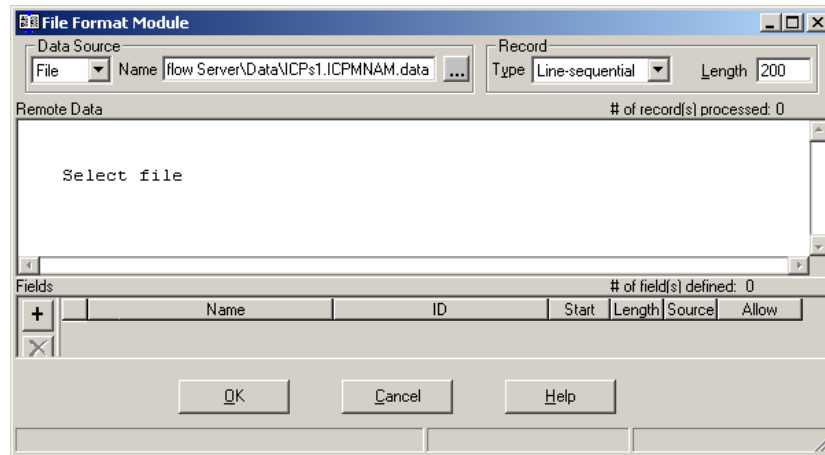 File Format Module
Data Source
Record
File
Name
flow Server\Data\ICPs1.ICPMNAM.data
...
Type
Line-sequential
Length
200
Remote Data
# of record(s) processed: 0
Select file
Fields
# of field(s) defined: 0
+
Name
ID
Start
Length
Source
Allow
OK
Cancel
Help